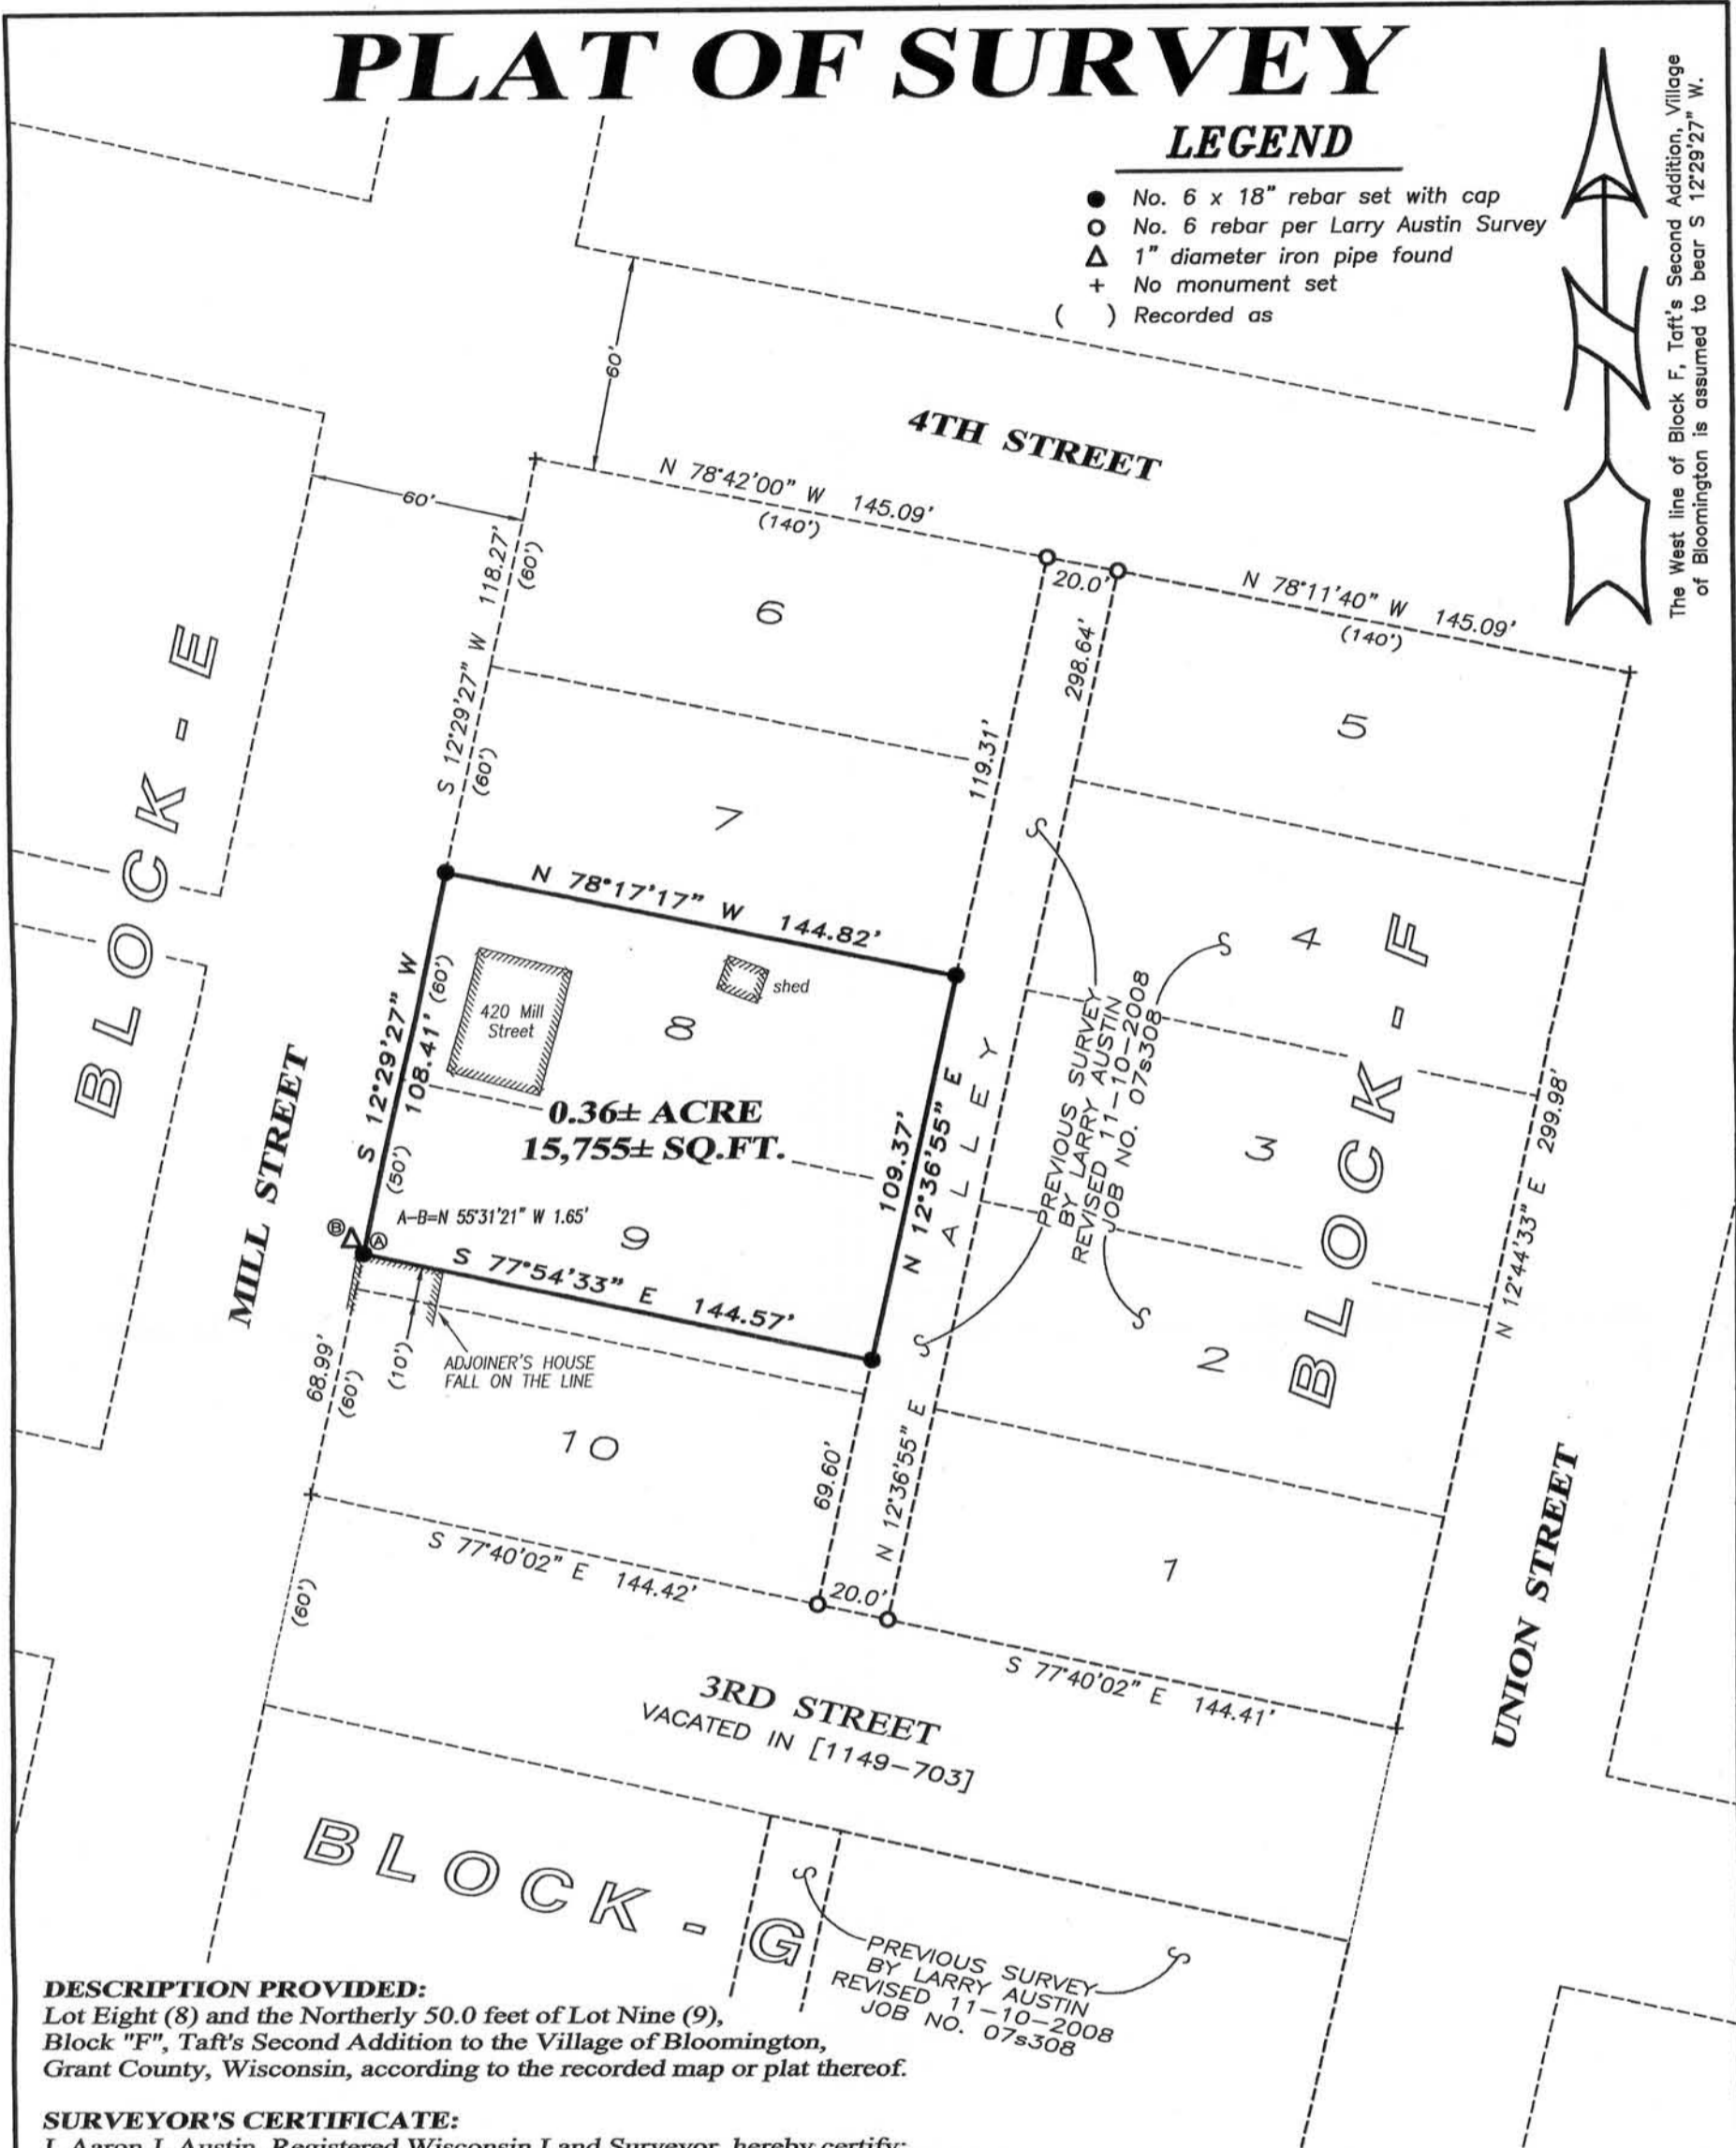 PLAT OF SURVEY
LEGEND
● No. 6 x 18" rebar set with cap
○ No. 6 rebar per Larry Austin Survey
△ 1" diameter iron pipe found
+ No monument set
( ) Recorded as
The West line of Block F, Taft's Second Addition, Village
of Bloomington is assumed to bear S 12°29'27" W.
N
60'
4TH STREET
60'
N 78°42'00" W 145.09'
(140')
20.0'
N 78°11'40" W 145.09'
(140')
S 12°29'27" W 118.27'
(60')
(60')
6
7
5
119.31'
298.64'
BLOCK - E
N 78°17'17" W 144.82'
S 12°29'27" W
108.41' (60')
(50')
420 Mill
Street
shed
8
0.36± ACRE
15,755± SQ.FT.
109.37'
N 12°36'55" E
ALLEY
PREVIOUS SURVEY
BY LARRY AUSTIN
REVISED 11-10-2008
JOB NO. 07s308
4
3
2
BLOCK - F
N 12°44'33" E 299.98'
MILL STREET
B
A
A-B=N 55°31'21" W 1.65'
9
S 77°54'33" E 144.57'
ADJOINER'S HOUSE
FALL ON THE LINE
68.99'
(60')
(10')
10
69.60'
N 12°36'55" E
1
UNION STREET
S 77°40'02" E 144.42'
20.0'
(60')
S 77°40'02" E 144.41'
3RD STREET
VACATED IN [1149-703]
BLOCK - G
PREVIOUS SURVEY
BY LARRY AUSTIN
REVISED 11-10-2008
JOB NO. 07s308
DESCRIPTION PROVIDED:
Lot Eight (8) and the Northerly 50.0 feet of Lot Nine (9),
Block "F", Taft's Second Addition to the Village of Bloomington,
Grant County, Wisconsin, according to the recorded map or plat thereof.
SURVEYOR'S CERTIFICATE:
I, Aaron J. Austin, Registered Wisconsin Land Surveyor, hereby certify: